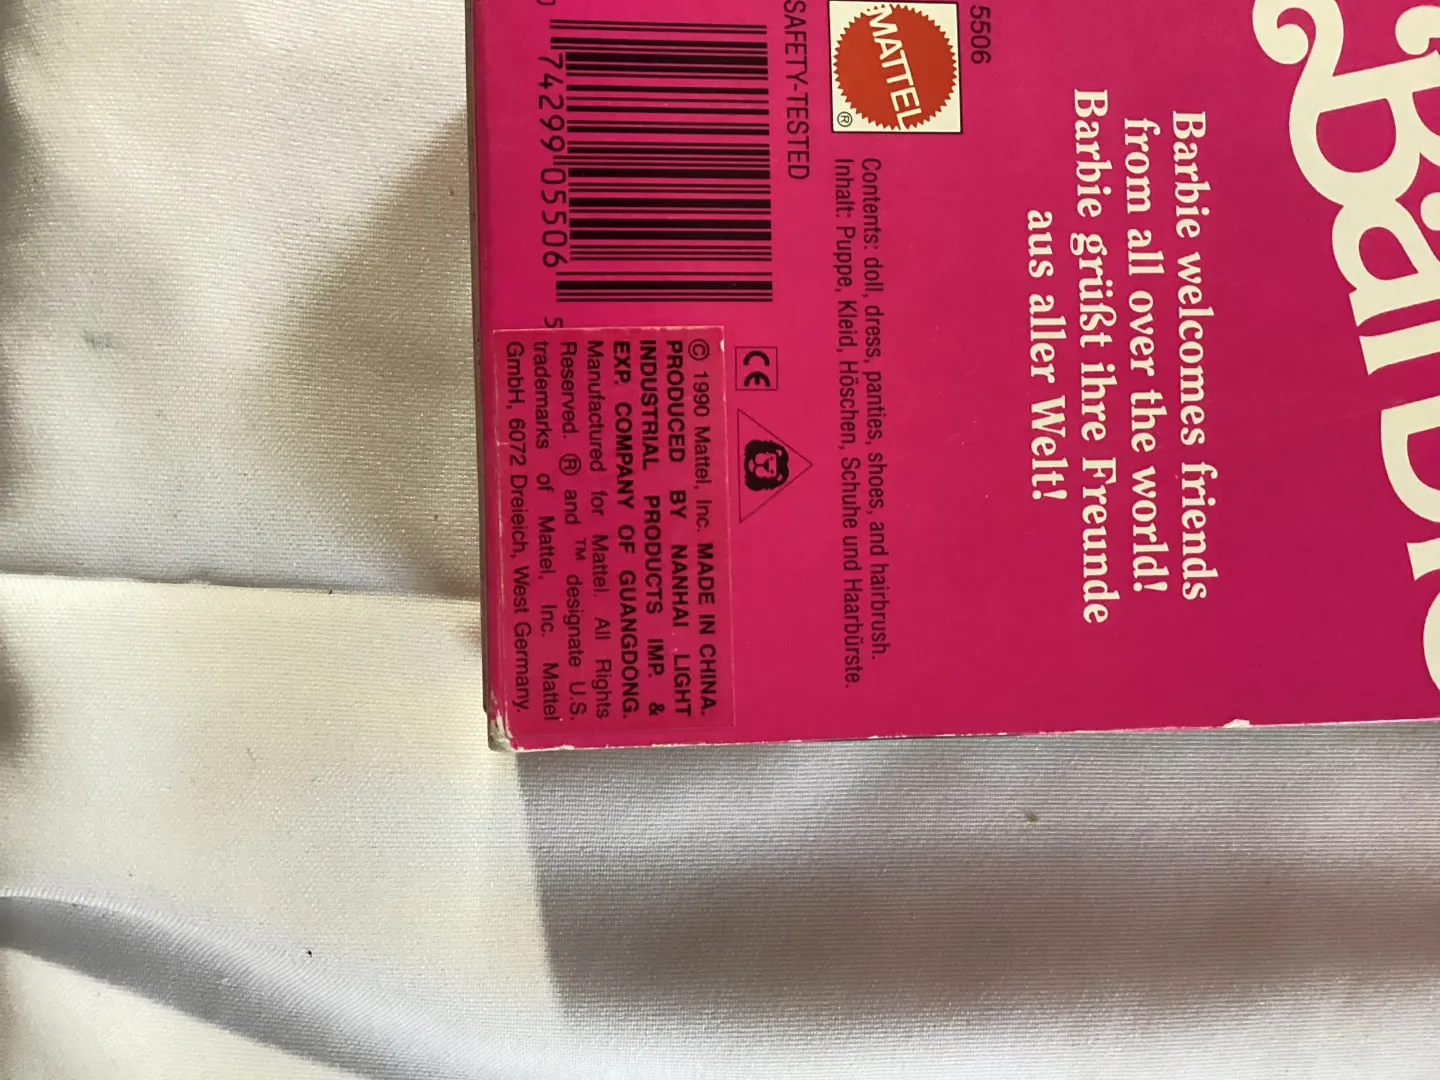 Barbie
Barbie welcomes friends
from all over the world!
Barbie grüßt ihre Freunde
aus aller Welt!
5506
MATTEL
®
Contents: doll, dress, panties, shoes, and hairbrush.
Inhalt: Puppe, Kleid, Höschen, Schuhe und Haarbürste.
SAFETY-TESTED
CE
0 74299 05506 5
© 1990 Mattel, Inc. MADE IN CHINA.
PRODUCED BY NANHAI LIGHT
INDUSTRIAL PRODUCTS IMP. &
EXP. COMPANY OF GUANGDONG.
Manufactured for Mattel. All Rights
Reserved. ® and ™ designate U.S.
trademarks of Mattel, Inc. Mattel
GmbH, 6072 Dreieich, West Germany.